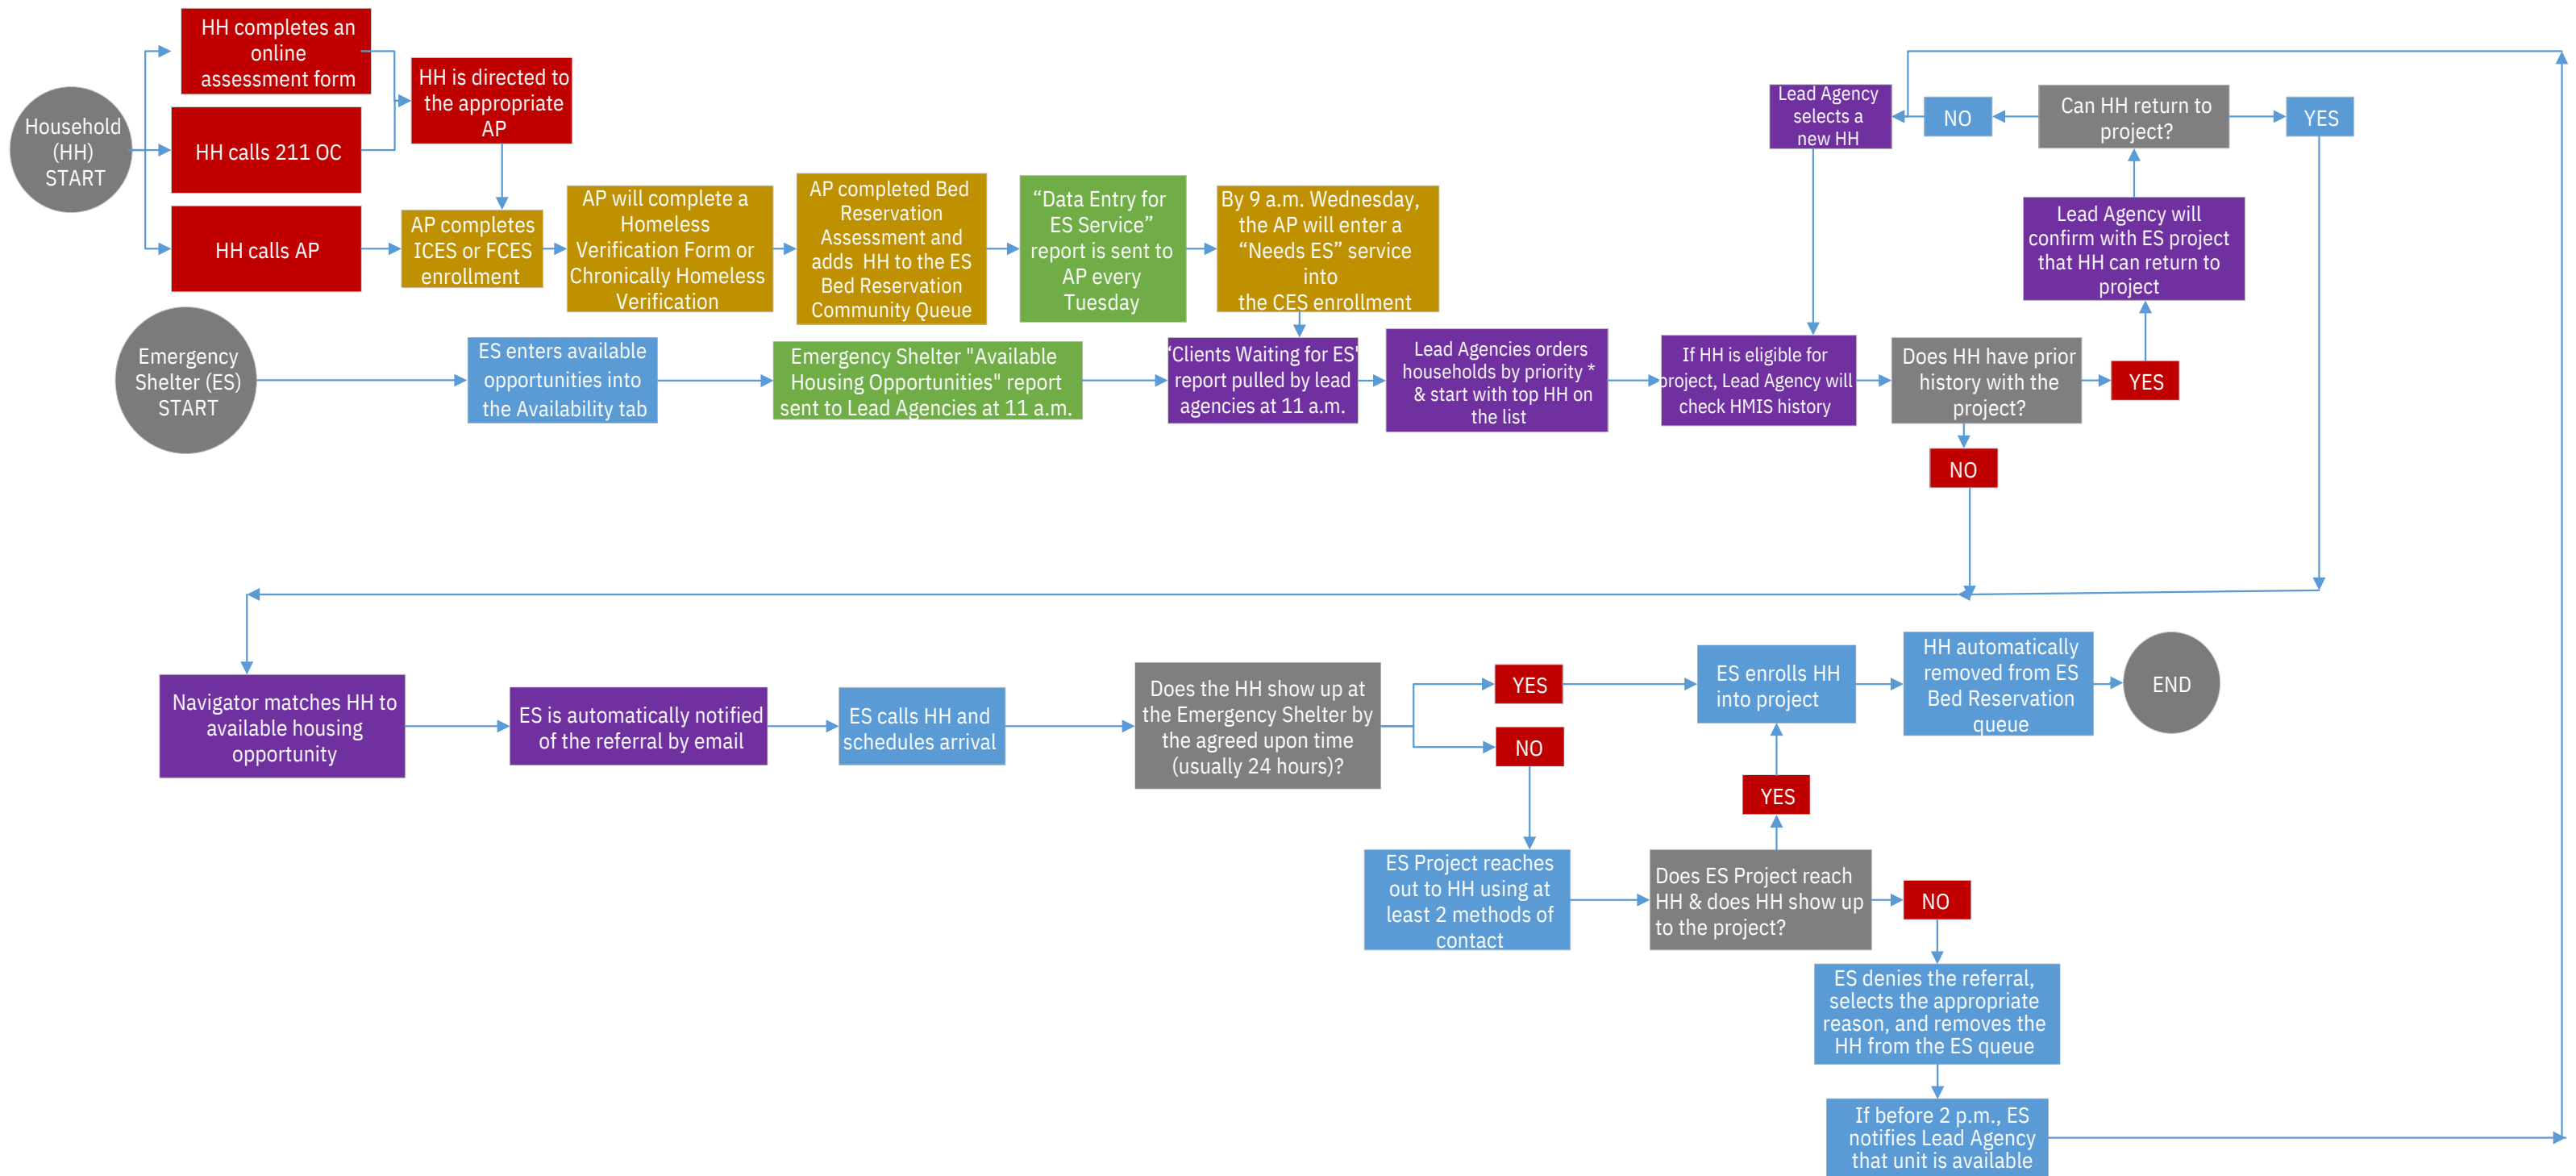 HH completes an
online
assessment form
Household
(HH)
START
HH calls 211 OC
HH calls AP
HH is directed to
the appropriate
AP
AP completes
ICES or FCES
enrollment
AP will complete a
Homeless
Verification Form or
Chronically Homeless
Verification
AP completed Bed
Reservation
Assessment and
adds HH to the ES
Bed Reservation
Community Queue
“Data Entry for
ES Service”
report is sent to
AP every
Tuesday
By 9 a.m. Wednesday,
the AP will enter a
“Needs ES” service
into
the CES enrollment
Lead Agency
selects a
new HH
NO
Can HH return to
project?
YES
Lead Agency will
confirm with ES project
that HH can return to
project
Emergency
Shelter (ES)
START
ES enters available
opportunities into
the Availability tab
Emergency Shelter "Available
Housing Opportunities" report
sent to Lead Agencies at 11 a.m.
‘Clients Waiting for ES’
report pulled by lead
agencies at 11 a.m.
Lead Agencies orders
households by priority *
& start with top HH on
the list
If HH is eligible for
project, Lead Agency will
check HMIS history
Does HH have prior
history with the
project?
YES
NO
Navigator matches HH to
available housing
opportunity
ES is automatically notified
of the referral by email
ES calls HH and
schedules arrival
Does the HH show up at
the Emergency Shelter by
the agreed upon time
(usually 24 hours)?
YES
NO
ES enrolls HH
into project
HH automatically
removed from ES
Bed Reservation
queue
END
YES
ES Project reaches
out to HH using at
least 2 methods of
contact
Does ES Project reach
HH & does HH show up
to the project?
NO
ES denies the referral,
selects the appropriate
reason, and removes the
HH from the ES queue
If before 2 p.m., ES
notifies Lead Agency
that unit is available